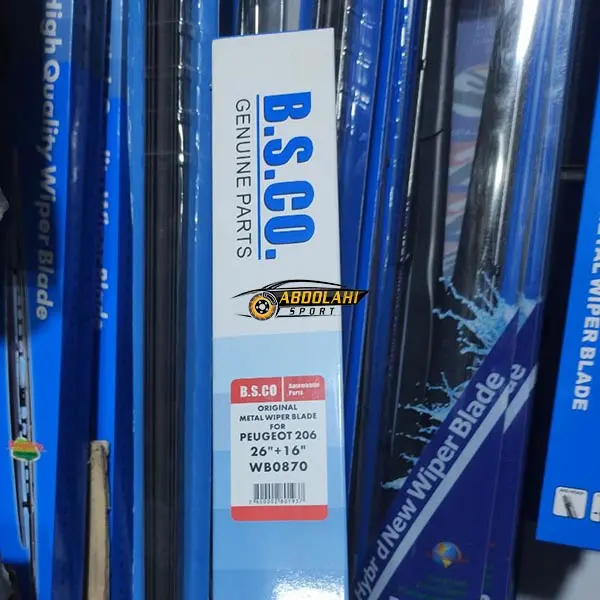 High Quality Wiper Blade
B.S.CO.
GENUINE PARTS
ABDOLAHI
SPORT
B.S.CO
Automobile
Parts
ORIGINAL
METAL WIPER BLADE
FOR
PEUGEOT 206
26"+16"
WB0870
Hybr d New Wiper Blade
METAL WIPER BLADE